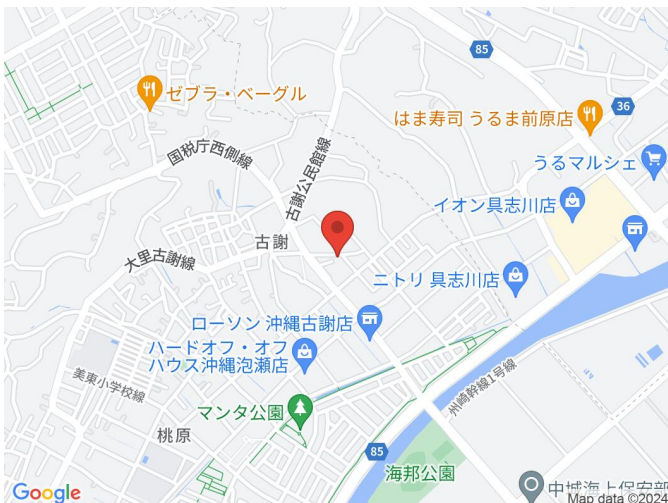 85
ゼブラ・ベーグル
36
はま寿司 うるま前原店
うるマルシェ
国税庁西側線
古謝公民館線
イオン具志川店
古謝
大里古謝線
ニトリ 具志川店
ローソン 沖縄古謝店
ハードオフ・オフ
ハウス沖縄泡瀬店
美東小学校線
州崎幹線1号線
マンタ公園
桃原
85
海邦公園
中城海上保安部
Google
Map data ©2024